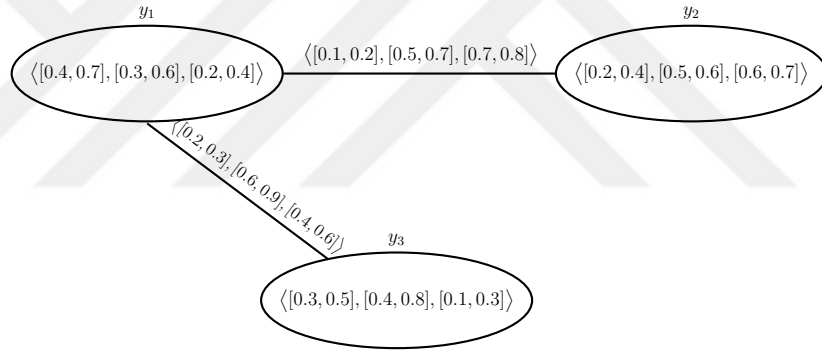 y₁
y₂
⟨[0.4, 0.7], [0.3, 0.6], [0.2, 0.4]⟩
⟨[0.1, 0.2], [0.5, 0.7], [0.7, 0.8]⟩
⟨[0.2, 0.4], [0.5, 0.6], [0.6, 0.7]⟩
⟨[0.2, 0.3], [0.6, 0.9], [0.4, 0.6]⟩
y₃
⟨[0.3, 0.5], [0.4, 0.8], [0.1, 0.3]⟩